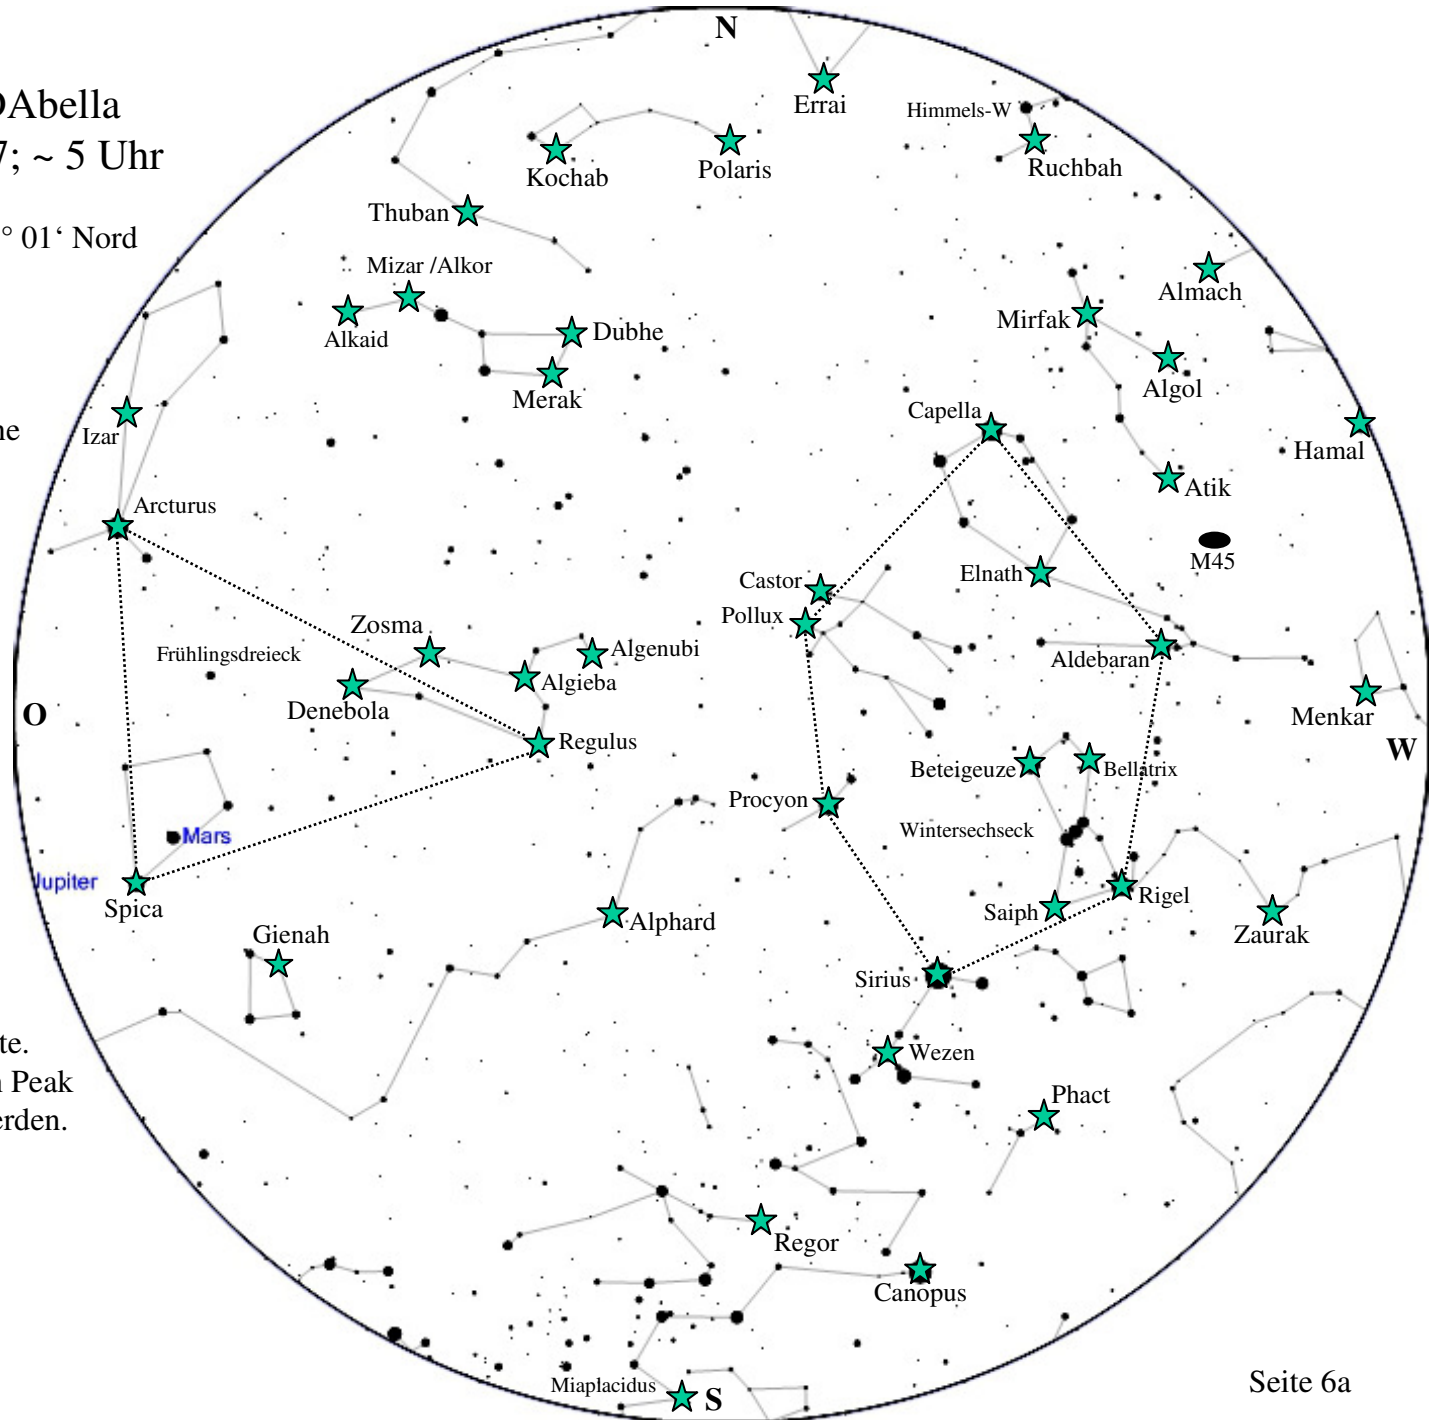 N
Abella
7; ~ 5 Uhr
° 01‘ Nord
Errai
Himmels-W
Ruchbah
Kochab
Polaris
Thuban
Mizar /Alkor
Alkaid
Dubhe
Merak
Almach
Mirfak
Algol
Capella
Izar
ne
Hamal
Atik
Arcturus
M45
Castor
Elnath
Pollux
Zosma
Frühlingsdreieck
Algenubi
Algieba
Aldebaran
Denebola
O
Menkar
Regulus
W
Beteigeuze
Bellatrix
Procyon
Wintersechseck
Mars
Jupiter
Spica
Saiph
Rigel
Alphard
Zaurak
Gienah
Sirius
te.
Wezen
Peak
Phact
erden.
Regor
Canopus
Miaplacidus
S
Seite 6a